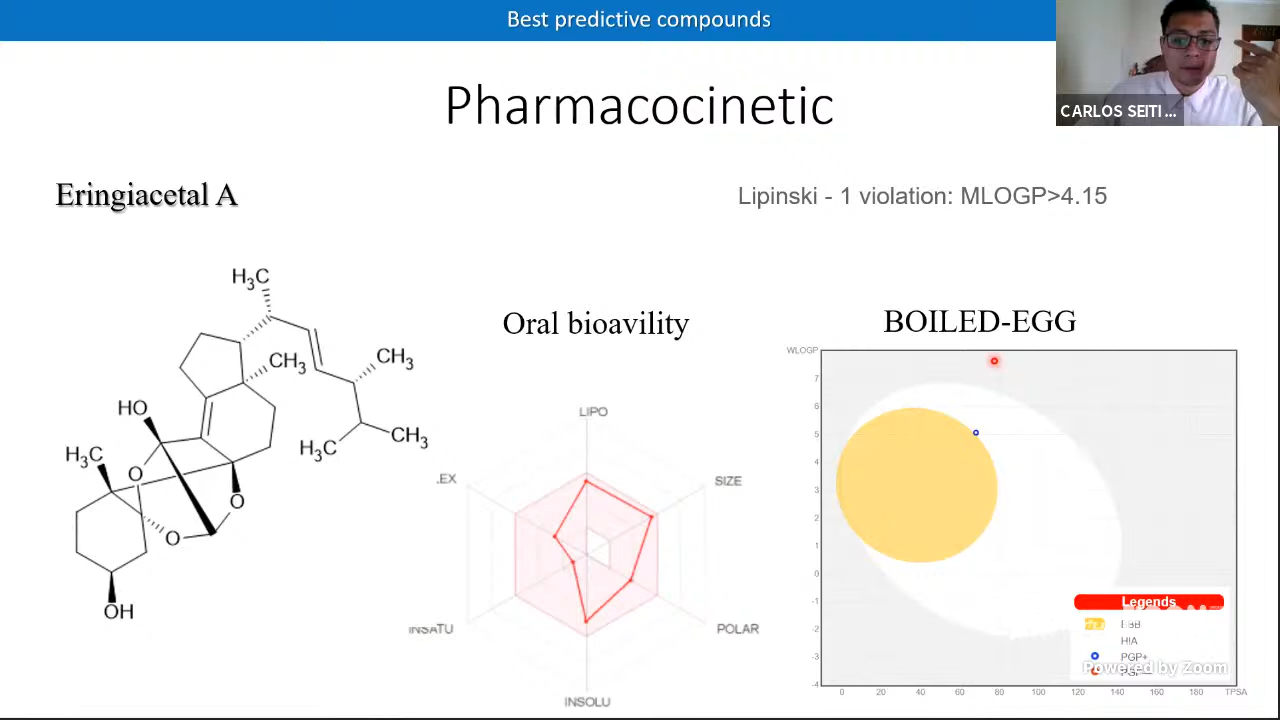 Best predictive compounds
CARLOS SEITI ...
Pharmacocinetic
Eringiacetal A
Lipinski - 1 violation: MLOGP>4.15
H3C
CH3
CH3
HO
H3C
H3C
CH3
O
O
O
OH
Oral bioavility
LIPO
.EX
SIZE
INSATU
POLAR
INSOLU
BOILED-EGG
WLOGP
7
6
5
4
3
2
1
0
-1
-2
-3
-4
0 20 40 60 80 100 120 140 160 180 TPSA
Legends
BBB
HIA
PGP+
PGP-
Powered by Zoom